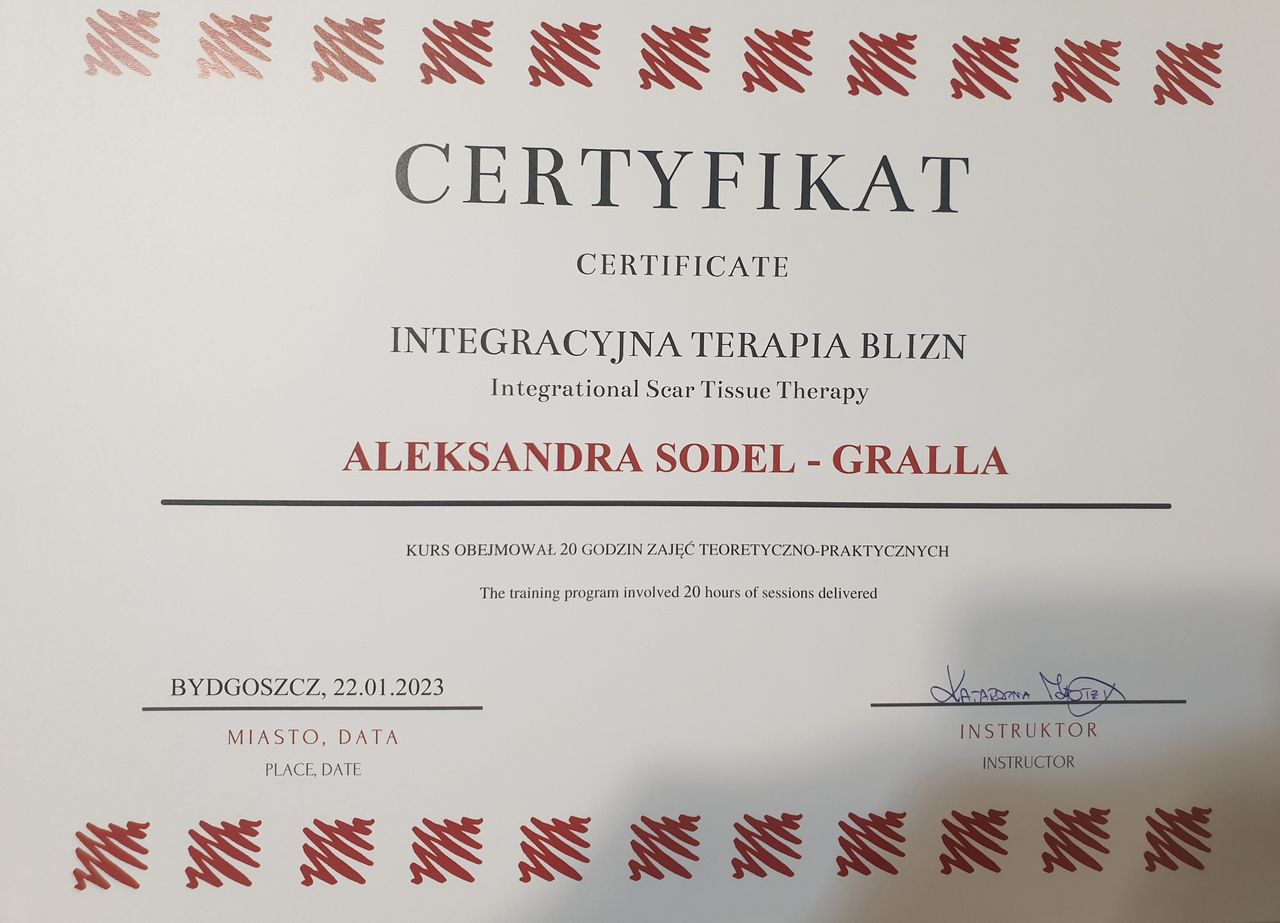 CERTYFIKAT
CERTIFICATE
INTEGRACYJNA TERAPIA BLIZN
Integrational Scar Tissue Therapy
ALEKSANDRA SODEL - GRALLA
KURS OBEJMOWAŁ 20 GODZIN ZAJĘĆ TEORETYCZNO-PRAKTYCZNYCH
The training program involved 20 hours of sessions delivered
BYDGOSZCZ, 22.01.2023
MIASTO, DATA
PLACE, DATE
KATARZYNA
INSTRUKTOR
INSTRUCTOR